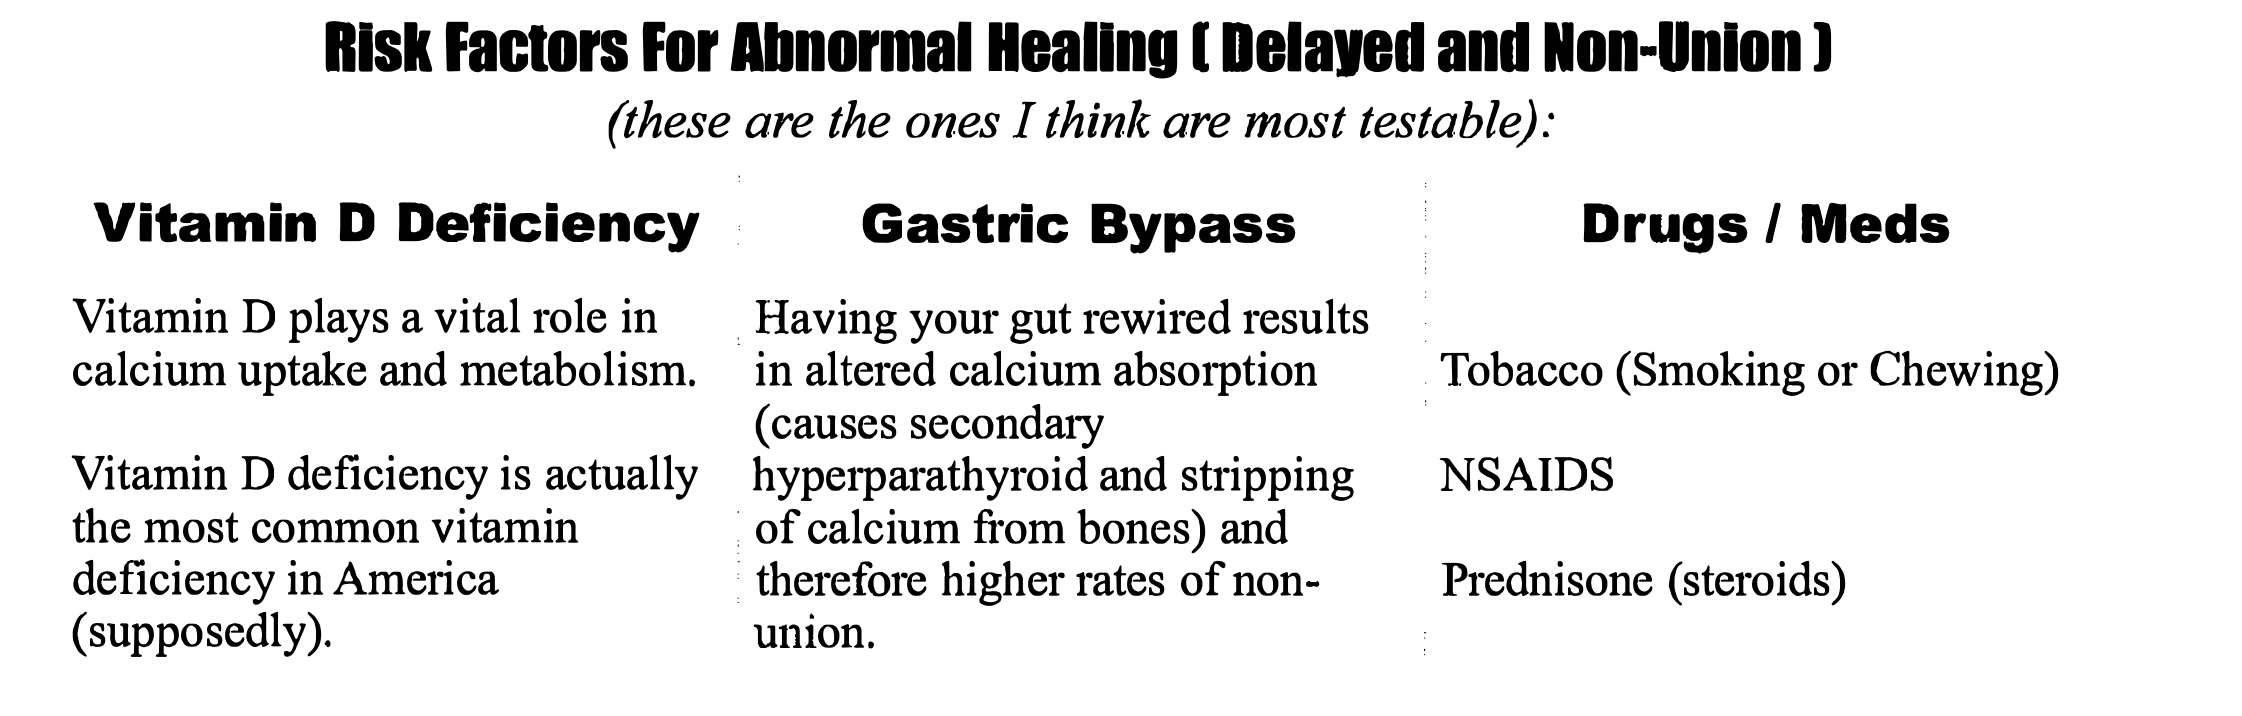 Risk Factors For Abnormal Healing ( Delayed and Non-Union )
(these are the ones I think are most testable):
Vitamin D Deficiency
Vitamin D plays a vital role in
calcium uptake and metabolism.
Vitamin D deficiency is actually
the most common vitamin
deficiency in America
(supposedly).
Gastric Bypass
Having your gut rewired results
in altered calcium absorption
(causes secondary
hyperparathyroid and stripping
of calcium from bones) and
therefore higher rates of non-
union.
Drugs / Meds
Tobacco (Smoking or Chewing)
NSAIDS
Prednisone (steroids)